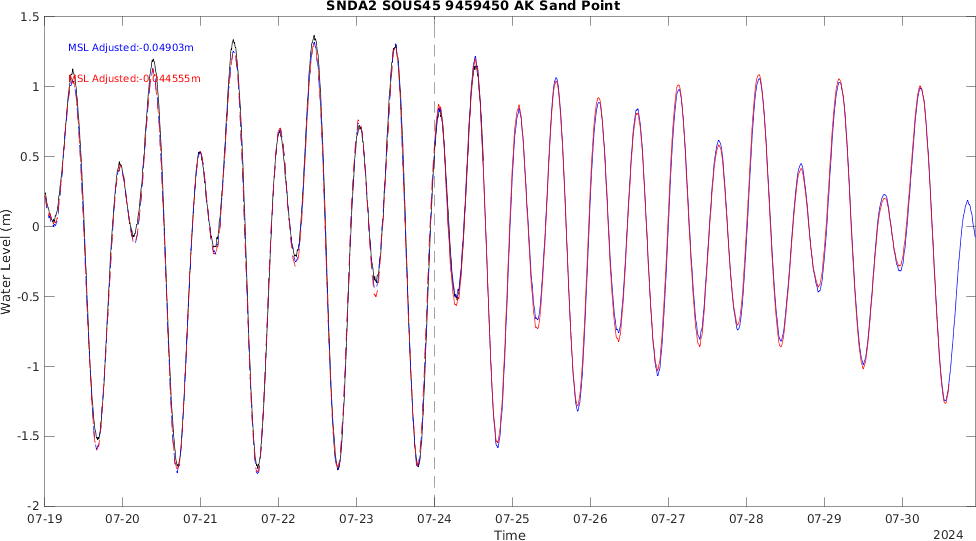 SNDA2 SOUS45 9459450 AK Sand Point
MSL Adjusted:-0.04903m
MSL Adjusted:-0.044555m
Water Level (m)
1.5
1
0.5
0
-0.5
-1
-1.5
-2
07-19 07-20 07-21 07-22 07-23 07-24 07-25 07-26 07-27 07-28 07-29 07-30
Time
2024